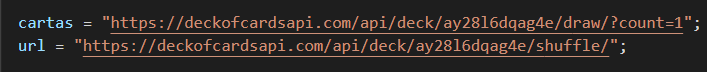 cartas = "https://deckofcardsapi.com/api/deck/ay28l6dqag4e/draw/?count=1";
url = "https://deckofcardsapi.com/api/deck/ay28l6dqag4e/shuffle/";